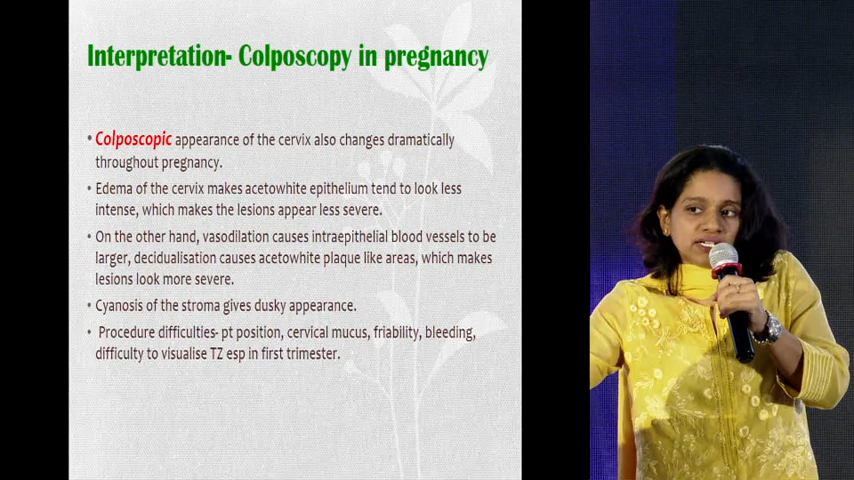 Interpretation- Colposcopy in pregnancy
• Colposcopic appearance of the cervix also changes dramatically
throughout pregnancy.
• Edema of the cervix makes acetowhite epithelium tend to look less
intense, which makes the lesions appear less severe.
• On the other hand, vasodilation causes intraepithelial blood vessels to be
larger, decidualisation causes acetowhite plaque like areas, which makes
lesions look more severe.
• Cyanosis of the stroma gives dusky appearance.
• Procedure difficulties- pt position, cervical mucus, friability, bleeding,
difficulty to visualise TZ esp in first trimester.